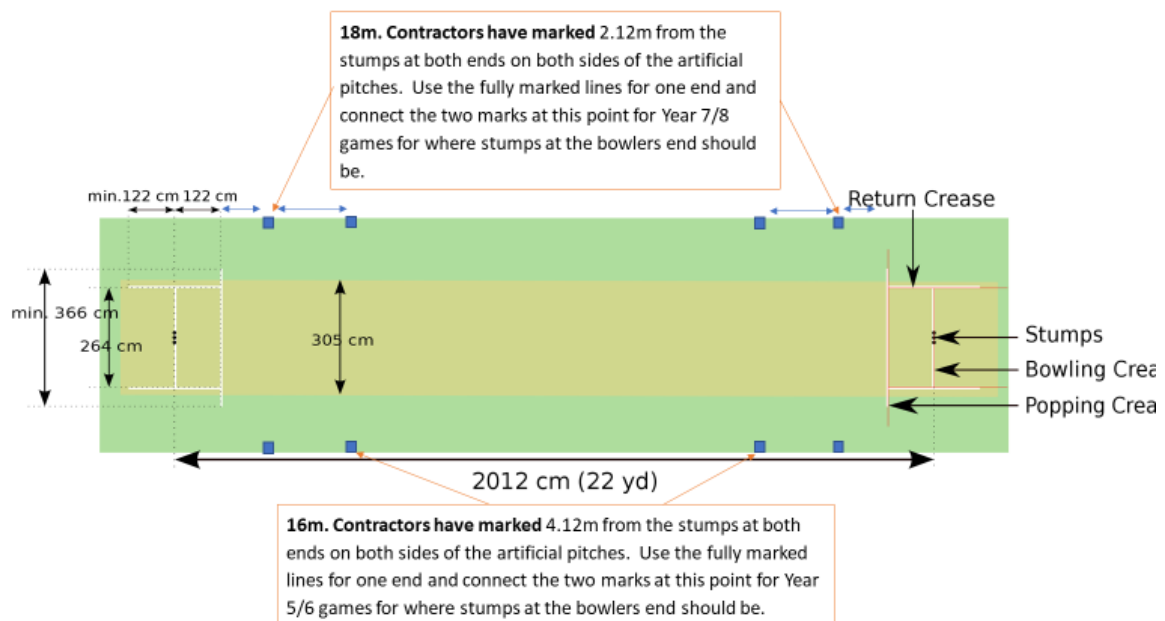 18m. Contractors have marked 2.12m from the
stumps at both ends on both sides of the artificial
pitches. Use the fully marked lines for one end and
connect the two marks at this point for Year 7/8
games for where stumps at the bowlers end should
be.
min.122 cm 122 cm
Return Crease
min. 366 cm
264 cm
305 cm
Stumps
Bowling Crea
Popping Crea
2012 cm (22 yd)
16m. Contractors have marked 4.12m from the stumps at both
ends on both sides of the artificial pitches. Use the fully marked
lines for one end and connect the two marks at this point for Year
5/6 games for where stumps at the bowlers end should be.